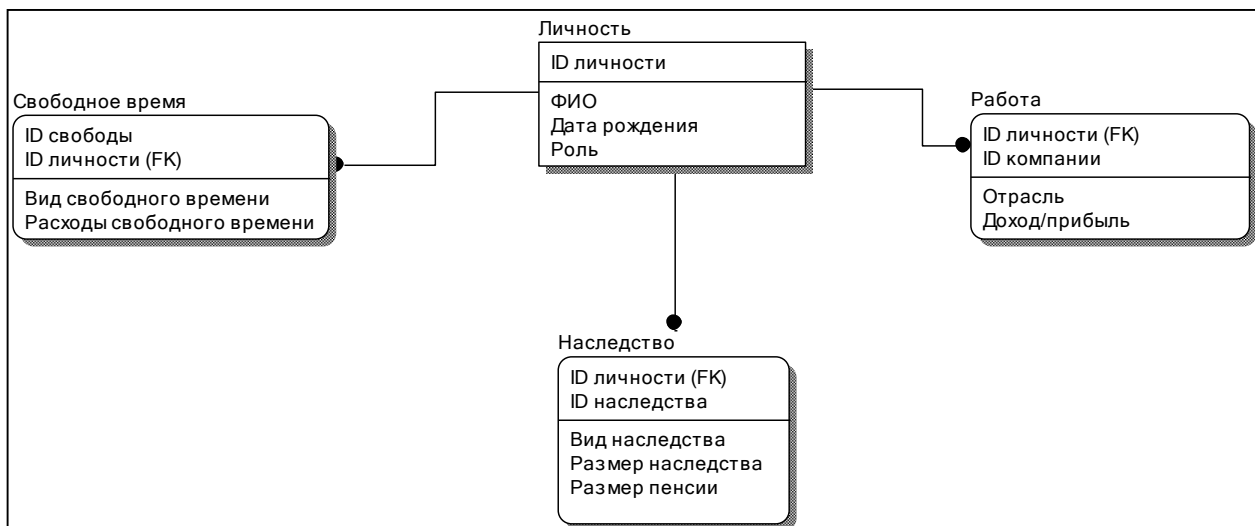 Личность
ID личности
ФИО
Дата рождения
Роль
Свободное время
ID свободы
ID личности (FK)
Вид свободного времени
Расходы свободного времени
Работа
ID личности (FK)
ID компании
Отрасль
Доход/прибыль
Наследство
ID личности (FK)
ID наследства
Вид наследства
Размер наследства
Размер пенсии